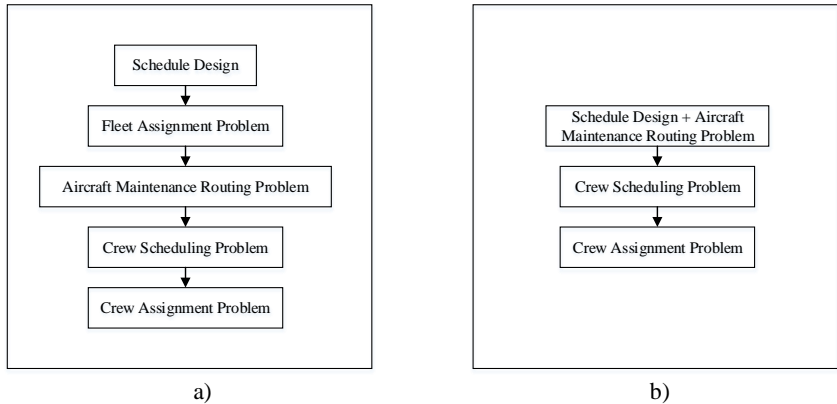 Schedule Design
Fleet Assignment Problem
Aircraft Maintenance Routing Problem
Crew Scheduling Problem
Crew Assignment Problem
a)
Schedule Design + Aircraft
Maintenance Routing Problem
Crew Scheduling Problem
Crew Assignment Problem
b)